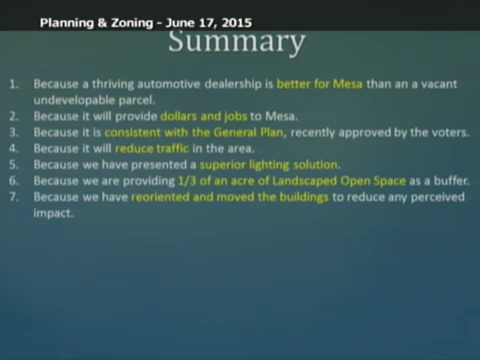 Planning & Zoning - June 17, 2015
Summary
1. Because a thriving automotive dealership is better for Mesa than an a vacant
undevelopable parcel.
2. Because it will provide dollars and jobs to Mesa.
3. Because it is consistent with the General Plan, recently approved by the voters.
4. Because it will reduce traffic in the area.
5. Because we have presented a superior lighting solution.
6. Because we are providing 1/3 of an acre of Landscaped Open Space as a buffer.
7. Because we have reoriented and moved the buildings to reduce any perceived
impact.